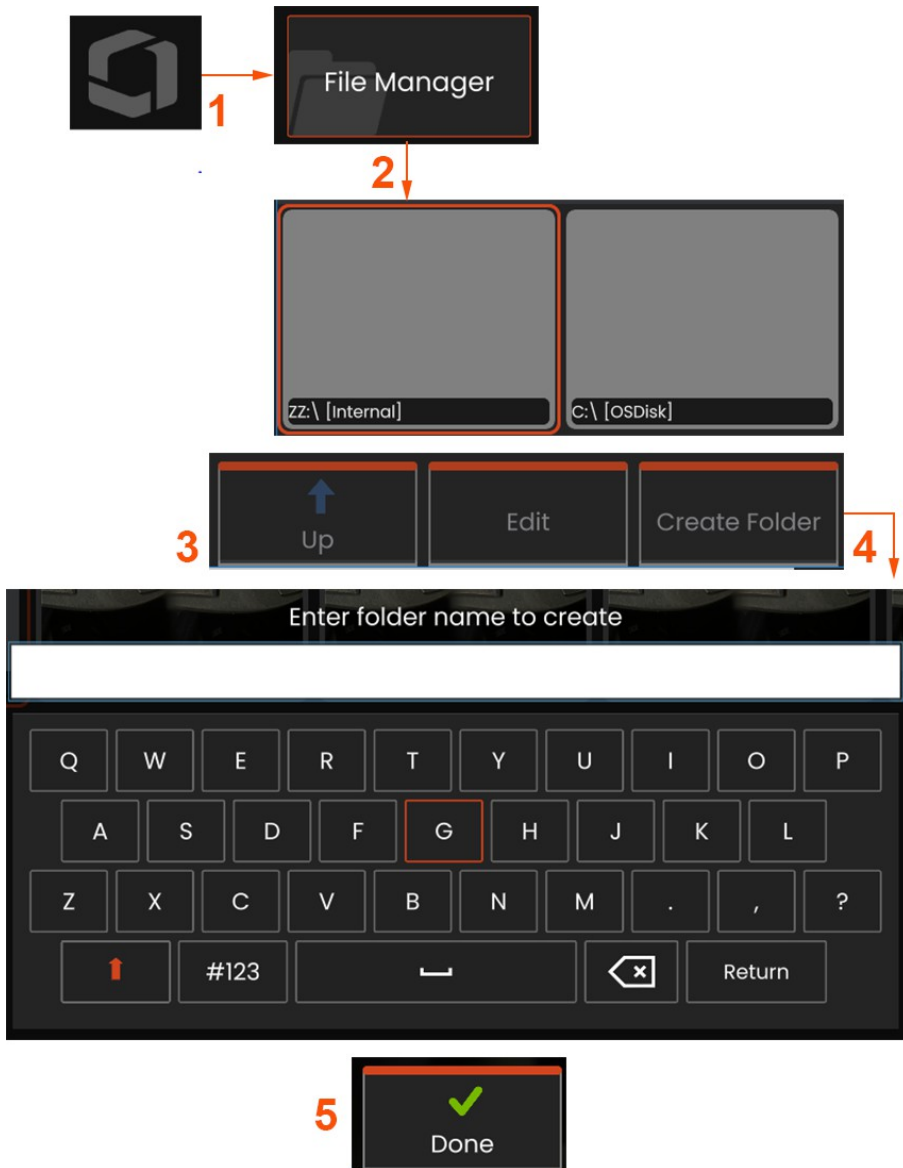 1
File Manager
2
ZZ:\ [Internal]
C:\ [OSDisk]
3
Up
Edit
Create Folder
4
Enter folder name to create
Q W E R T Y U I O P
A S D F G H J K L
Z X C V B N M . , ?
#123
Return
5
Done